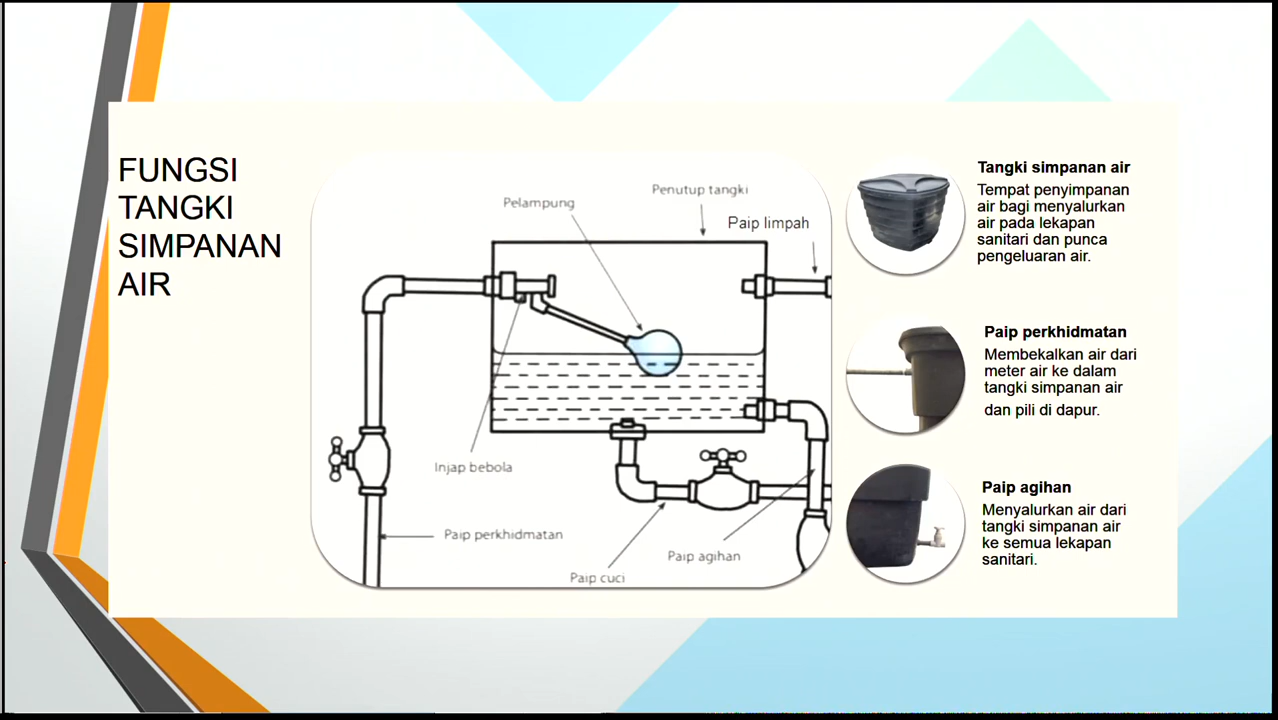 FUNGSI
TANGKI
SIMPANAN
AIR
Pelampung
Penutup tangki
Paip limpah
Injap bebola
Paip perkhidmatan
Paip agihan
Paip cuci
Tangki simpanan air
Tempat penyimpanan
air bagi menyalurkan
air pada lekapan
sanitari dan punca
pengeluaran air.
Paip perkhidmatan
Membekalkan air dari
meter air ke dalam
tangki simpanan air
dan pili di dapur.
Paip agihan
Menyalurkan air dari
tangki simpanan air
ke semua lekapan
sanitari.